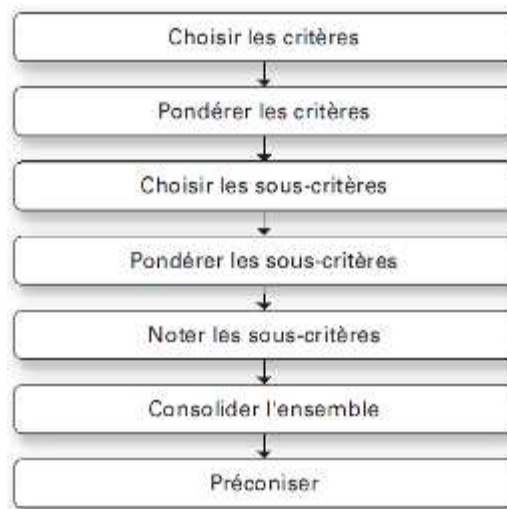 Choisir les critères
Pondérer les critères
Choisir les sous-critères
Pondérer les sous-critères
Noter les sous-critères
Consolider l'ensemble
Préconiser